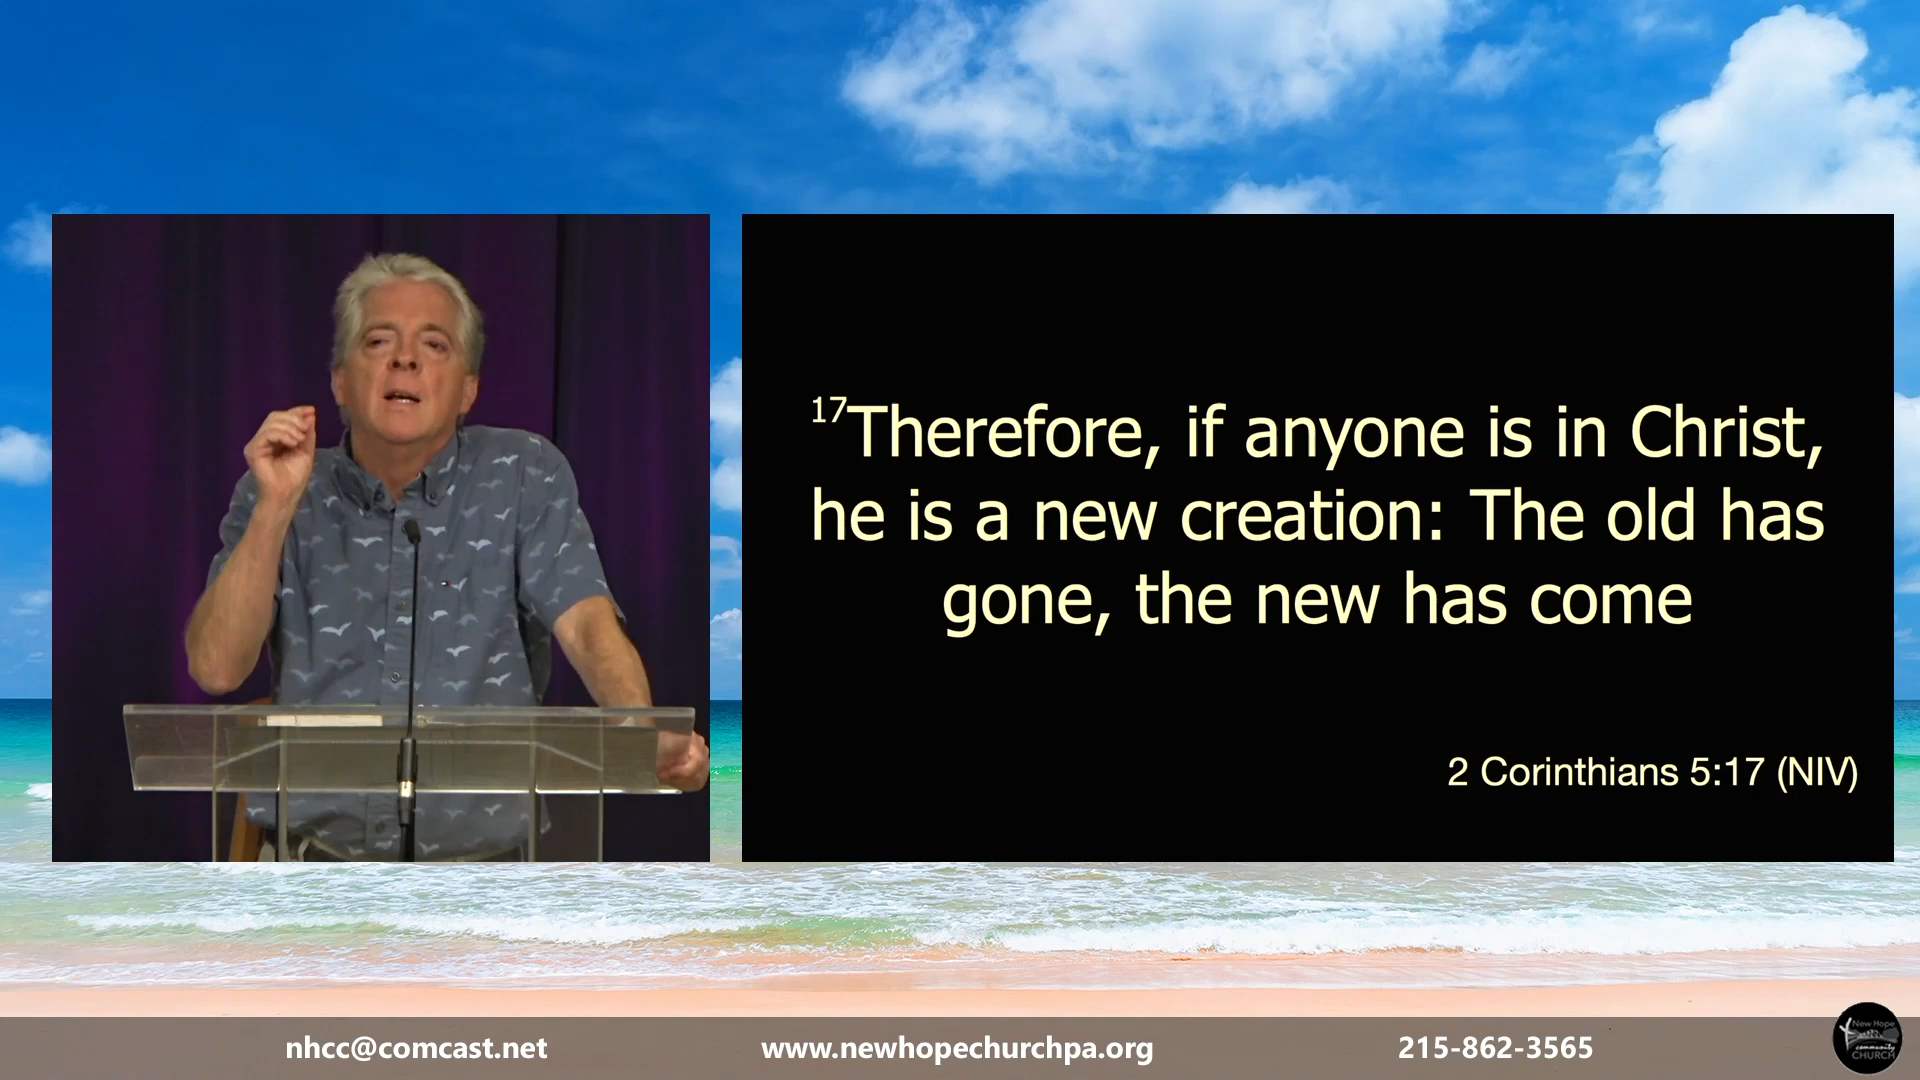 17Therefore, if anyone is in Christ,
he is a new creation: The old has
gone, the new has come
2 Corinthians 5:17 (NIV)
nhcc@comcast.net
www.newhopechurchpa.org
215-862-3565
New Hope
community
CHURCH